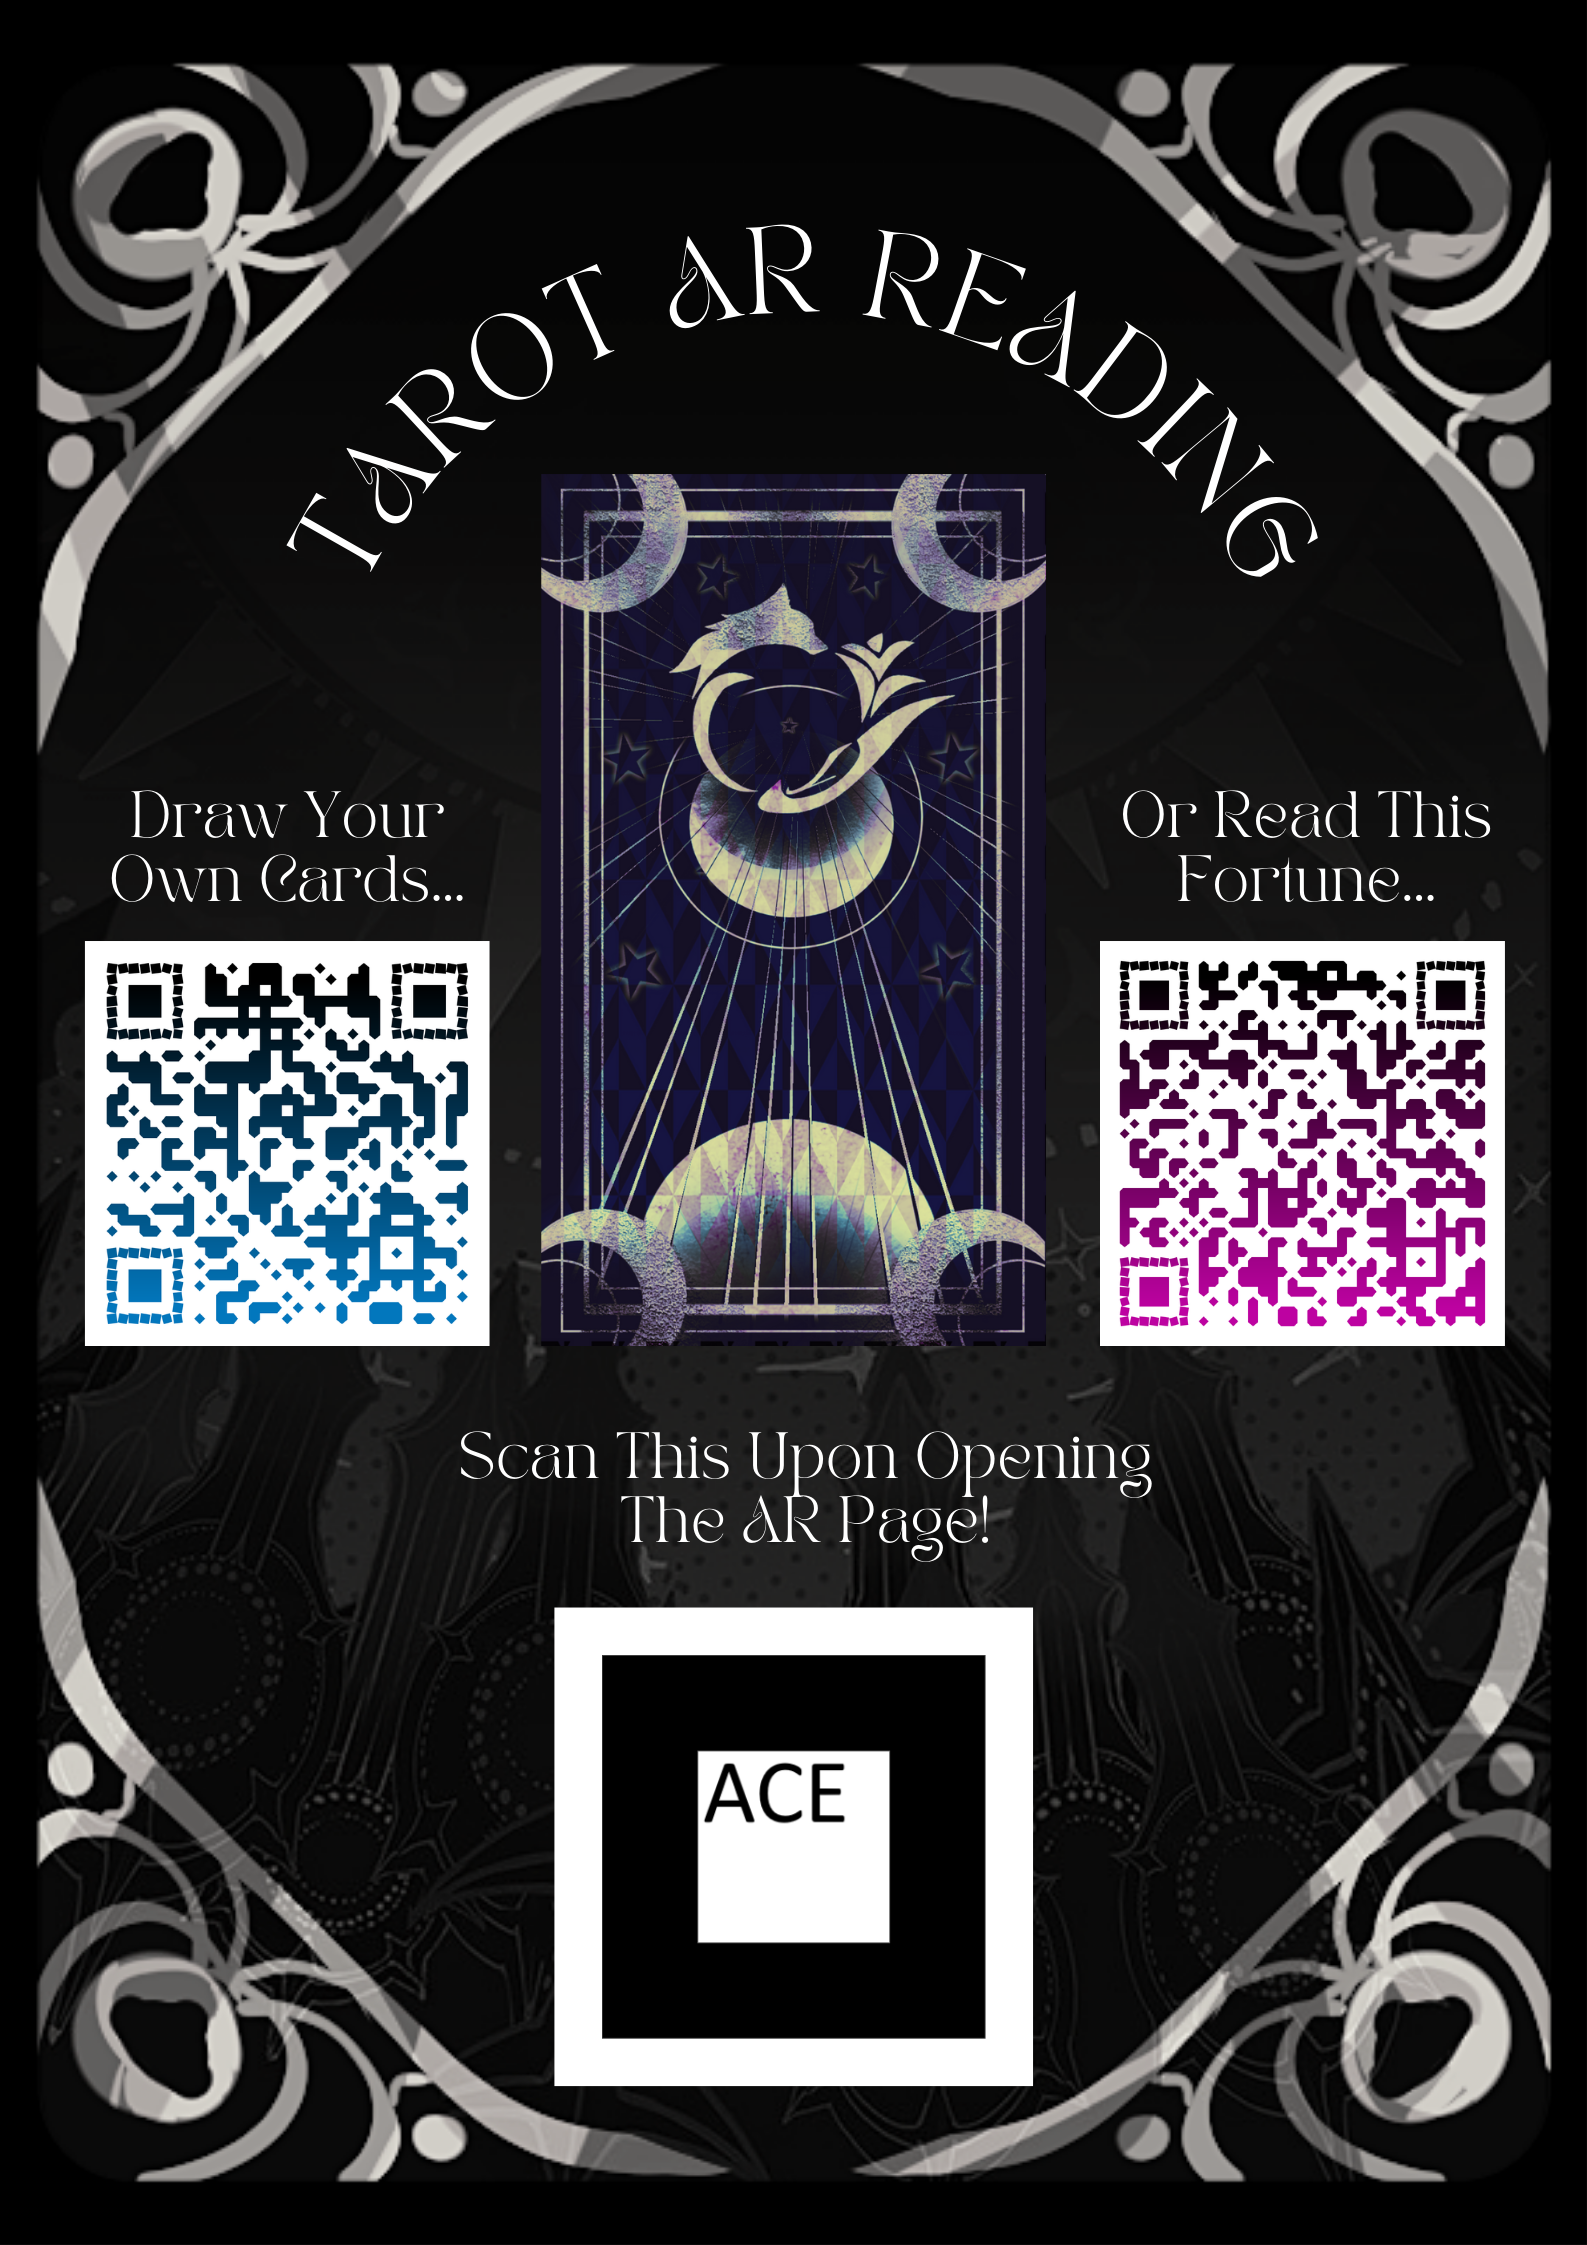 TAROT AR READING
Draw Your
Own Cards...
Or Read This
Fortune...
Scan This Upon Opening
The AR Page!
ACE